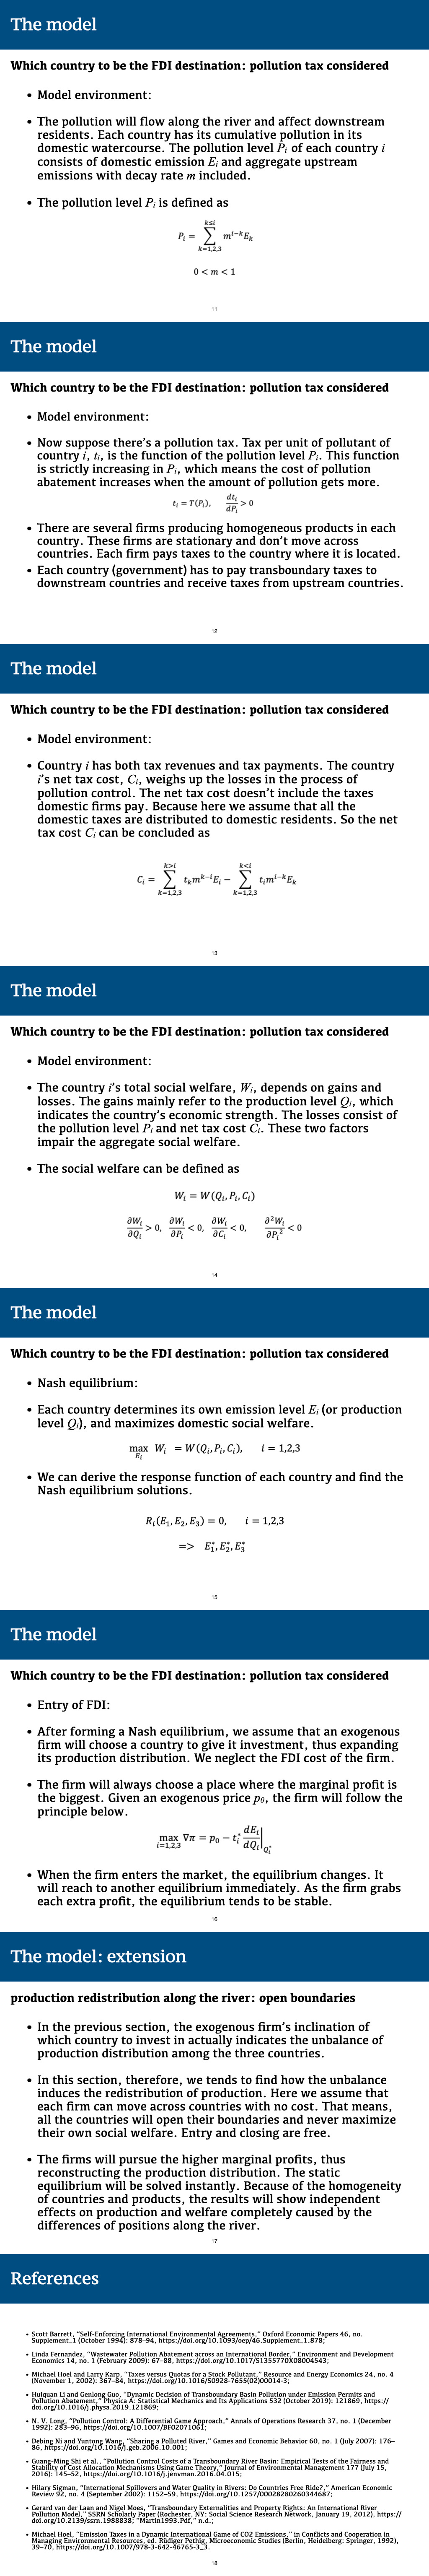 The model
Which country to be the FDI destination: pollution tax considered
• Model environment:
• The pollution will flow along the river and affect downstream
residents. Each country has its cumulative pollution in its
domestic watercourse. The pollution level P_i of each country i
consists of domestic emission E_i and aggregate upstream
emissions with decay rate m included.
• The pollution level P_i is defined as
P_i = ∑_{k=1,2,3}^{k≤i} m^{i−k}E_k
0 < m < 1
11
The model
Which country to be the FDI destination: pollution tax considered
• Model environment:
• Now suppose there's a pollution tax. Tax per unit of pollutant of
country i, t_i, is the function of the pollution level P_i. This function
is strictly increasing in P_i, which means the cost of pollution
abatement increases when the amount of pollution gets more.
t_i = T(P_i), dt_i/dP_i > 0
• There are several firms producing homogeneous products in each
country. These firms are stationary and don't move across
countries. Each firm pays taxes to the country where it is located.
• Each country (government) has to pay transboundary taxes to
downstream countries and receive taxes from upstream countries.
12
The model
Which country to be the FDI destination: pollution tax considered
• Model environment:
• Country i has both tax revenues and tax payments. The country
i's net tax cost, C_i, weighs up the losses in the process of
pollution control. The net tax cost doesn't include the taxes
domestic firms pay. Because here we assume that all the
domestic taxes are distributed to domestic residents. So the net
tax cost C_i can be concluded as
C_i = ∑_{k=1,2,3}^{k>i} t_k m^{k−i}E_i − ∑_{k=1,2,3}^{k<i} t_i m^{i−k}E_k
13
The model
Which country to be the FDI destination: pollution tax considered
• Model environment:
• The country i's total social welfare, W_i, depends on gains and
losses. The gains mainly refer to the production level Q_i, which
indicates the country's economic strength. The losses consist of
the pollution level P_i and net tax cost C_i. These two factors
impair the aggregate social welfare.
• The social welfare can be defined as
W_i = W(Q_i, P_i, C_i)
∂W_i/∂Q_i > 0, ∂W_i/∂P_i < 0, ∂W_i/∂C_i < 0, ∂²W_i/∂P_i² < 0
14
The model
Which country to be the FDI destination: pollution tax considered
• Nash equilibrium:
• Each country determines its own emission level E_i (or production
level Q_i), and maximizes domestic social welfare.
max_{E_i} W_i = W(Q_i, P_i, C_i), i = 1,2,3
• We can derive the response function of each country and find the
Nash equilibrium solutions.
R_i(E_1, E_2, E_3) = 0, i = 1,2,3
=> E_1^*, E_2^*, E_3^*
15
The model
Which country to be the FDI destination: pollution tax considered
• Entry of FDI:
• After forming a Nash equilibrium, we assume that an exogenous
firm will choose a country to give it investment, thus expanding
its production distribution. We neglect the FDI cost of the firm.
• The firm will always choose a place where the marginal profit is
the biggest. Given an exogenous price p_0, the firm will follow the
principle below.
max_{i=1,2,3} ∇π = p_0 − t_i^* dE_i/dQ_i|_{Q_i^*}
• When the firm enters the market, the equilibrium changes. It
will reach to another equilibrium immediately. As the firm grabs
each extra profit, the equilibrium tends to be stable.
16
The model: extension
production redistribution along the river: open boundaries
• In the previous section, the exogenous firm's inclination of
which country to invest in actually indicates the unbalance of
production distribution among the three countries.
• In this section, therefore, we tends to find how the unbalance
induces the redistribution of production. Here we assume that
each firm can move across countries with no cost. That means,
all the countries will open their boundaries and never maximize
their own social welfare. Entry and closing are free.
• The firms will pursue the higher marginal profits, thus
reconstructing the production distribution. The static
equilibrium will be solved instantly. Because of the homogeneity
of countries and products, the results will show independent
effects on production and welfare completely caused by the
differences of positions along the river.
17
References
• Scott Barrett, "Self-Enforcing International Environmental Agreements," Oxford Economic Papers 46, no.
Supplement_1 (October 1994): 878–94, https://doi.org/10.1093/oep/46.Supplement_1.878;
• Linda Fernandez, "Wastewater Pollution Abatement across an International Border," Environment and Development
Economics 14, no. 1 (February 2009): 67–88, https://doi.org/10.1017/S1355770X08004543;
• Michael Hoel and Larry Karp, "Taxes versus Quotas for a Stock Pollutant," Resource and Energy Economics 24, no. 4
(November 1, 2002): 367–84, https://doi.org/10.1016/S0928-7655(02)00014-3;
• Huiquan Li and Genlong Guo, "Dynamic Decision of Transboundary Basin Pollution under Emission Permits and
Pollution Abatement," Physica A: Statistical Mechanics and Its Applications 532 (October 2019): 121869, https://
doi.org/10.1016/j.physa.2019.121869;
• N. V. Long, "Pollution Control: A Differential Game Approach," Annals of Operations Research 37, no. 1 (December
1992): 283–96, https://doi.org/10.1007/BF02071061;
• Debing Ni and Yuntong Wang, "Sharing a Polluted River," Games and Economic Behavior 60, no. 1 (July 2007): 176–
86, https://doi.org/10.1016/j.geb.2006.10.001;
• Guang-Ming Shi et al., "Pollution Control Costs of a Transboundary River Basin: Empirical Tests of the Fairness and
Stability of Cost Allocation Mechanisms Using Game Theory," Journal of Environmental Management 177 (July 15,
2016): 145–52, https://doi.org/10.1016/j.jenvman.2016.04.015;
• Hilary Sigman, "International Spillovers and Water Quality in Rivers: Do Countries Free Ride?," American Economic
Review 92, no. 4 (September 2002): 1152–59, https://doi.org/10.1257/00028280260344687;
• Gerard van der Laan and Nigel Moes, "Transboundary Externalities and Property Rights: An International River
Pollution Model," SSRN Scholarly Paper (Rochester, NY: Social Science Research Network, January 19, 2012), https://
doi.org/10.2139/ssrn.1988838; "Martin1993.Pdf," n.d.;
• Michael Hoel, "Emission Taxes in a Dynamic International Game of CO2 Emissions," in Conflicts and Cooperation in
Managing Environmental Resources, ed. Rüdiger Pethig, Microeconomic Studies (Berlin, Heidelberg: Springer, 1992),
39–70, https://doi.org/10.1007/978-3-642-46765-3_3.
18